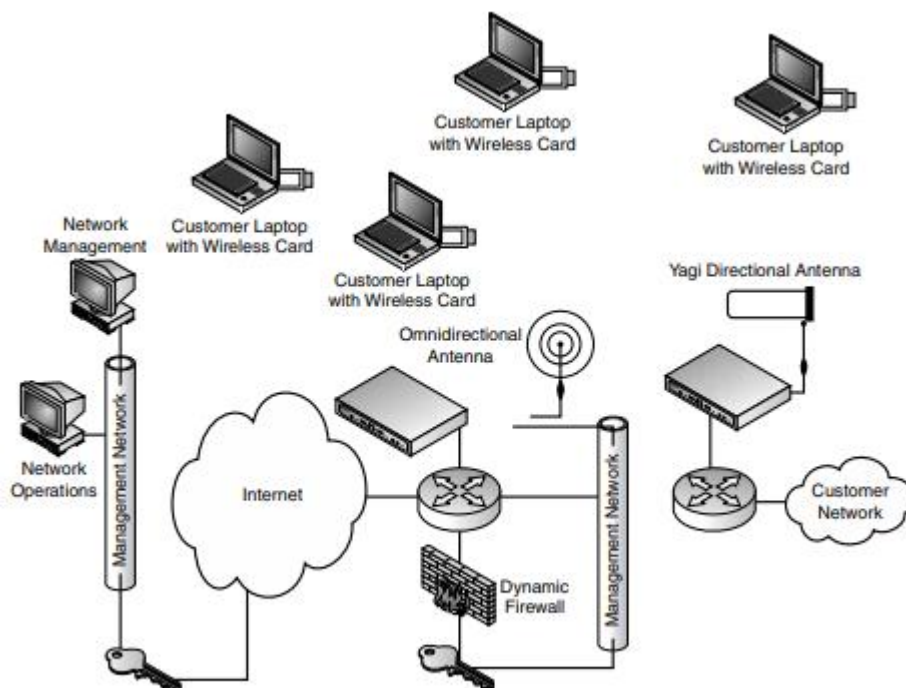 Customer Laptop
with Wireless Card
Customer Laptop
with Wireless Card
Customer Laptop
with Wireless Card
Customer Laptop
with Wireless Card
Network
Management
Yagi Directional Antenna
Omnidirectional
Antenna
Network
Operations
Management Network
Internet
Dynamic
Firewall
Management Network
Customer
Network